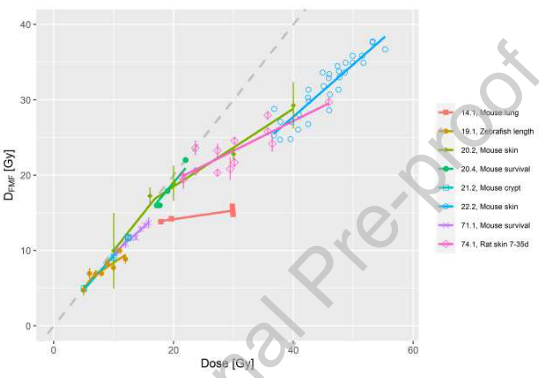 40
30
20
10
0
D_FMF [Gy]
0
20
40
60
Dose [Gy]
14.1, Mouse lung
19.1, Zebrafish length
20.2, Mouse skin
20.4, Mouse survival
21.2, Mouse crypt
22.2, Mouse skin
71.1, Mouse survival
74.1, Rat skin 7-35d
nal Pre-proof